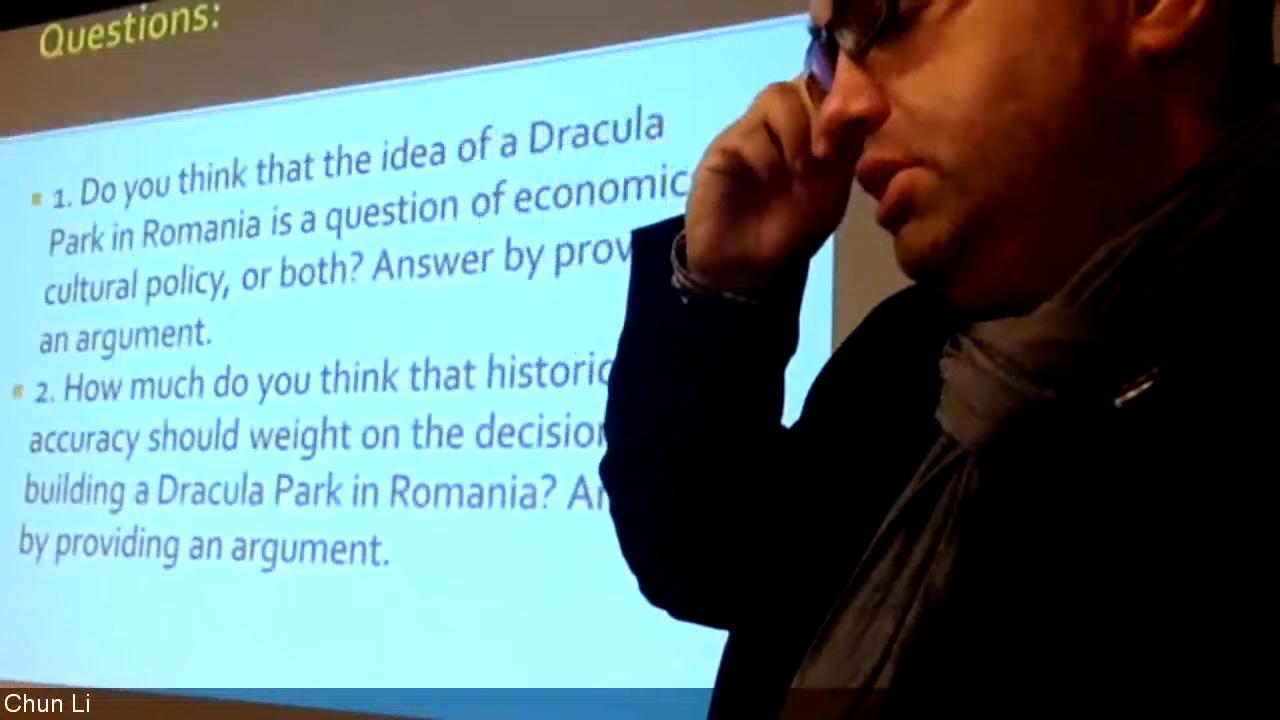 Questions:
1. Do you think that the idea of a Dracula
Park in Romania is a question of economic
cultural policy, or both? Answer by prov
an argument.
2. How much do you think that historic
accuracy should weight on the decision
building a Dracula Park in Romania?
by providing an argument.
Chun Li